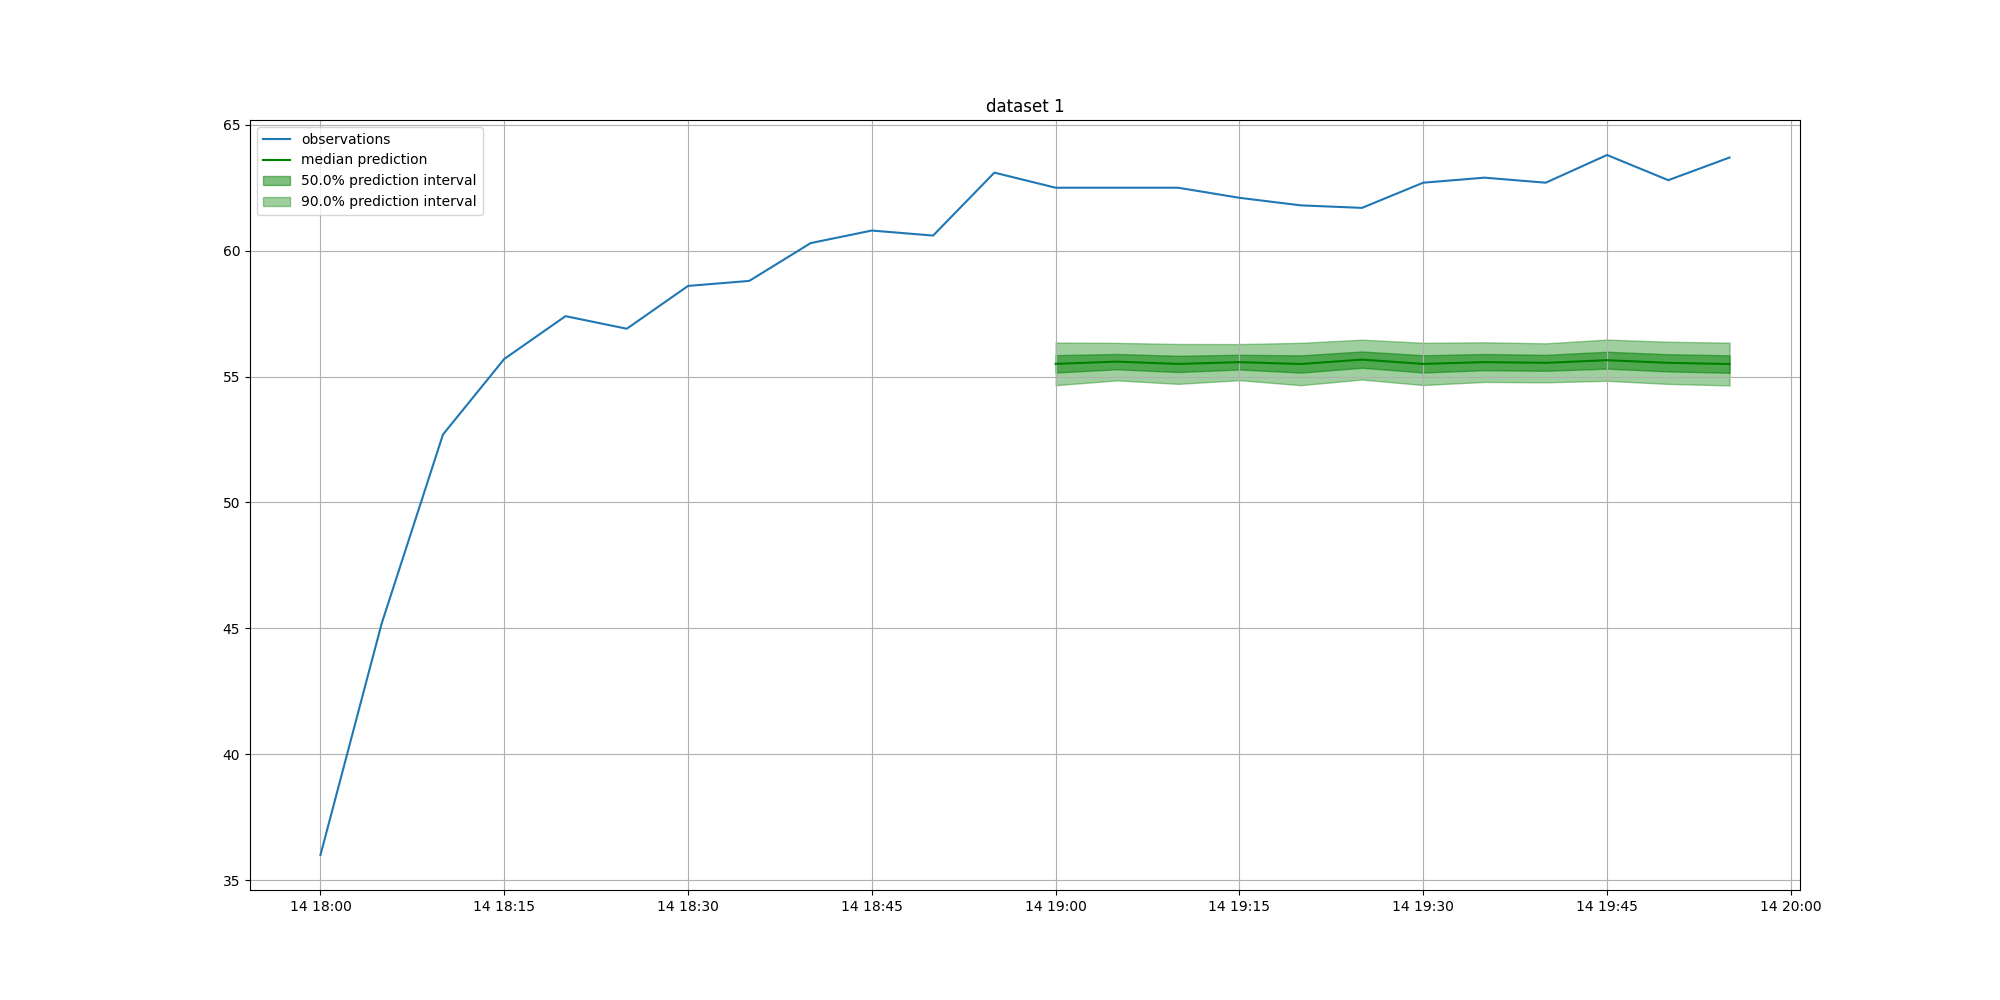 dataset 1
65
observations
median prediction
50.0% prediction interval
90.0% prediction interval
60
55
50
45
40
35
14 18:00 14 18:15 14 18:30 14 18:45 14 19:00 14 19:15 14 19:30 14 19:45 14 20:00